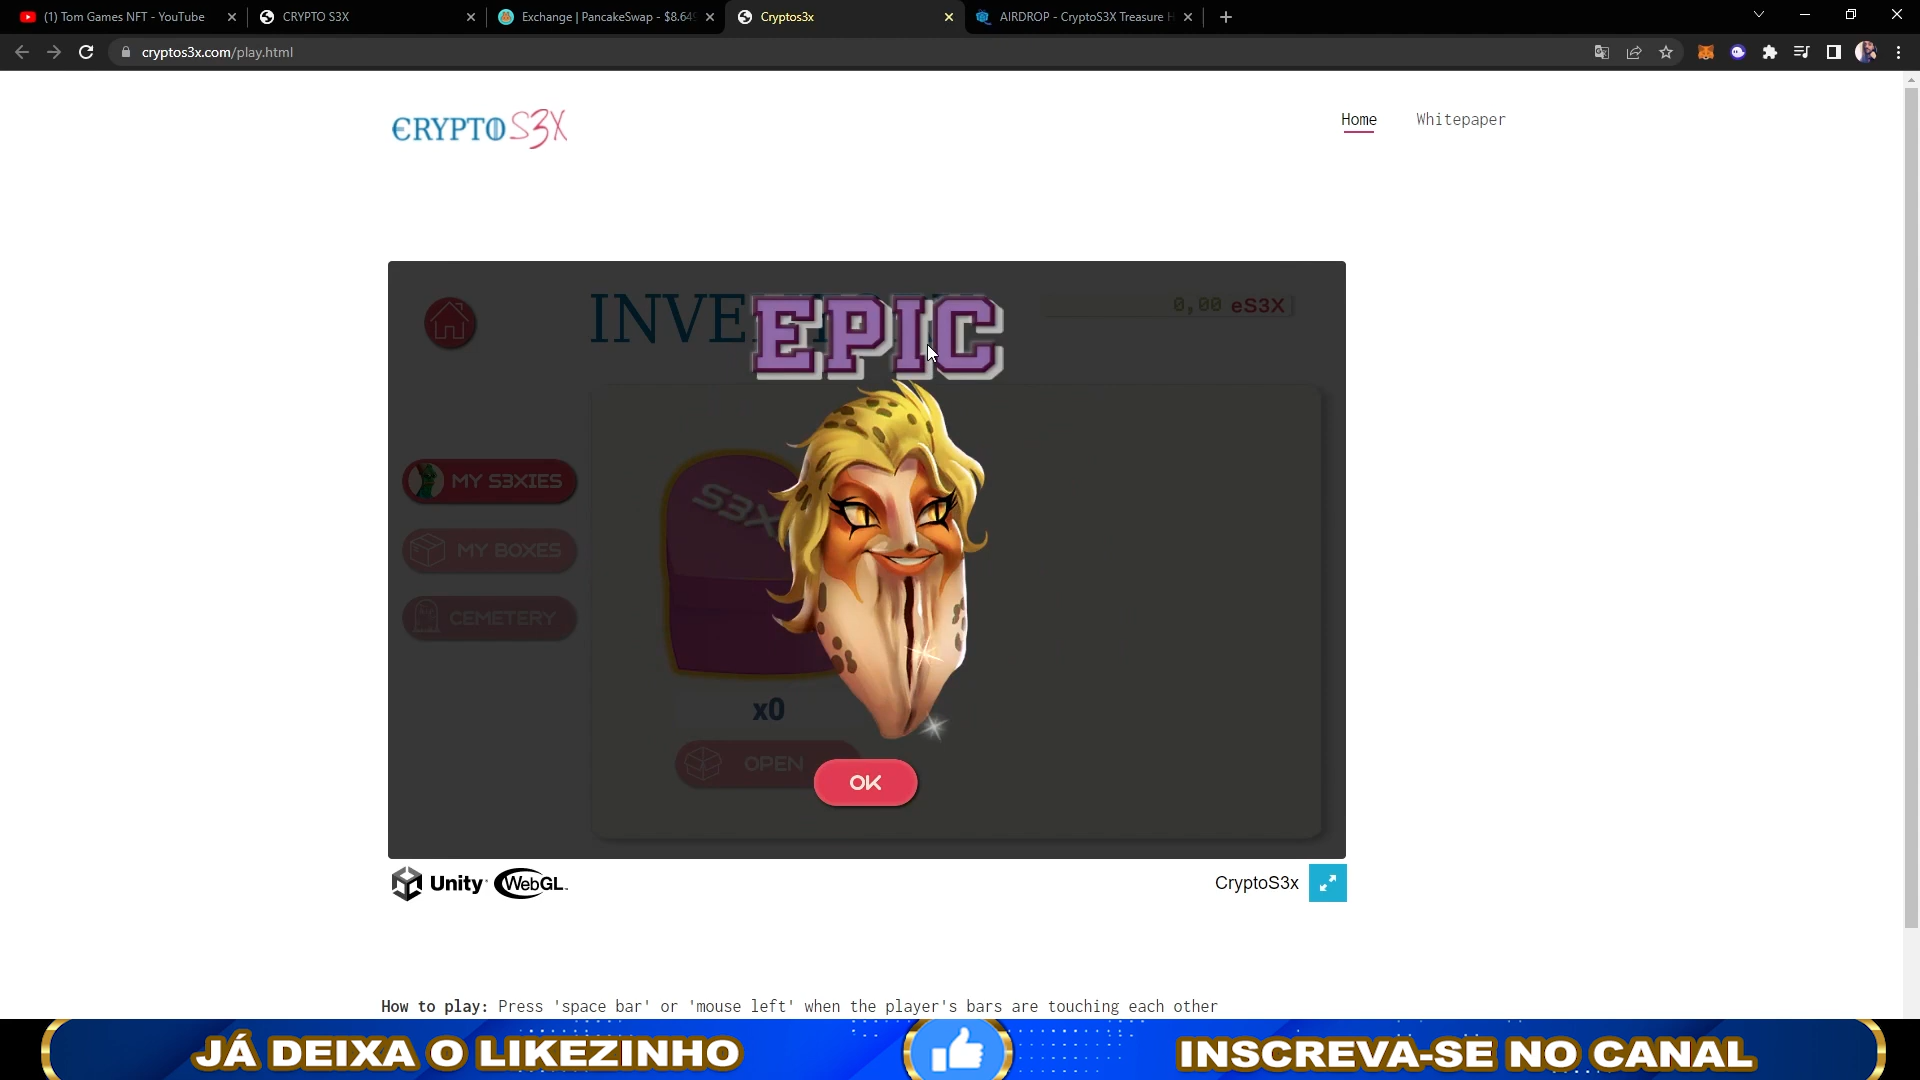 (1) Tom Games NFT - YouTube
CRYPTO S3X
Exchange | PancakeSwap - $8.649
Cryptos3x
AIRDROP - CryptoS3X Treasure H
cryptos3x.com/play.html
CRYPTO S3X
Home
Whitepaper
INVE
EPIC
0,00 eS3X
MY S3XIES
MY BOXES
CEMETERY
S3X
x0
OPEN
OK
Unity WebGL
CryptoS3x
How to play: Press 'space bar' or 'mouse left' when the player's bars are touching each other
JÁ DEIXA O LIKEZINHO
INSCREVA-SE NO CANAL